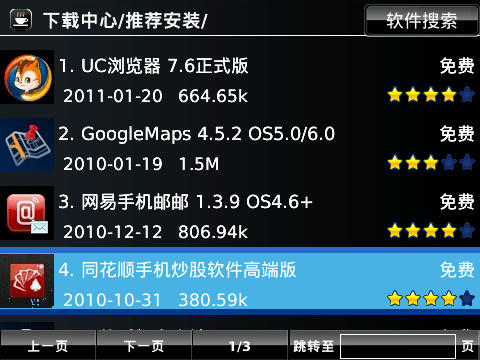 下载中心/推荐安装/ 软件搜索
1. UC浏览器 7.6正式版 免费
2011-01-20 664.65k
2. GoogleMaps 4.5.2 OS5.0/6.0 免费
2010-01-19 1.5M
3. 网易手机邮邮 1.3.9 OS4.6+ 免费
2010-12-12 806.94k
4. 同花顺手机炒股软件高端版 免费
2010-10-31 380.59k
上一页 下一页 1/3 跳转至 页